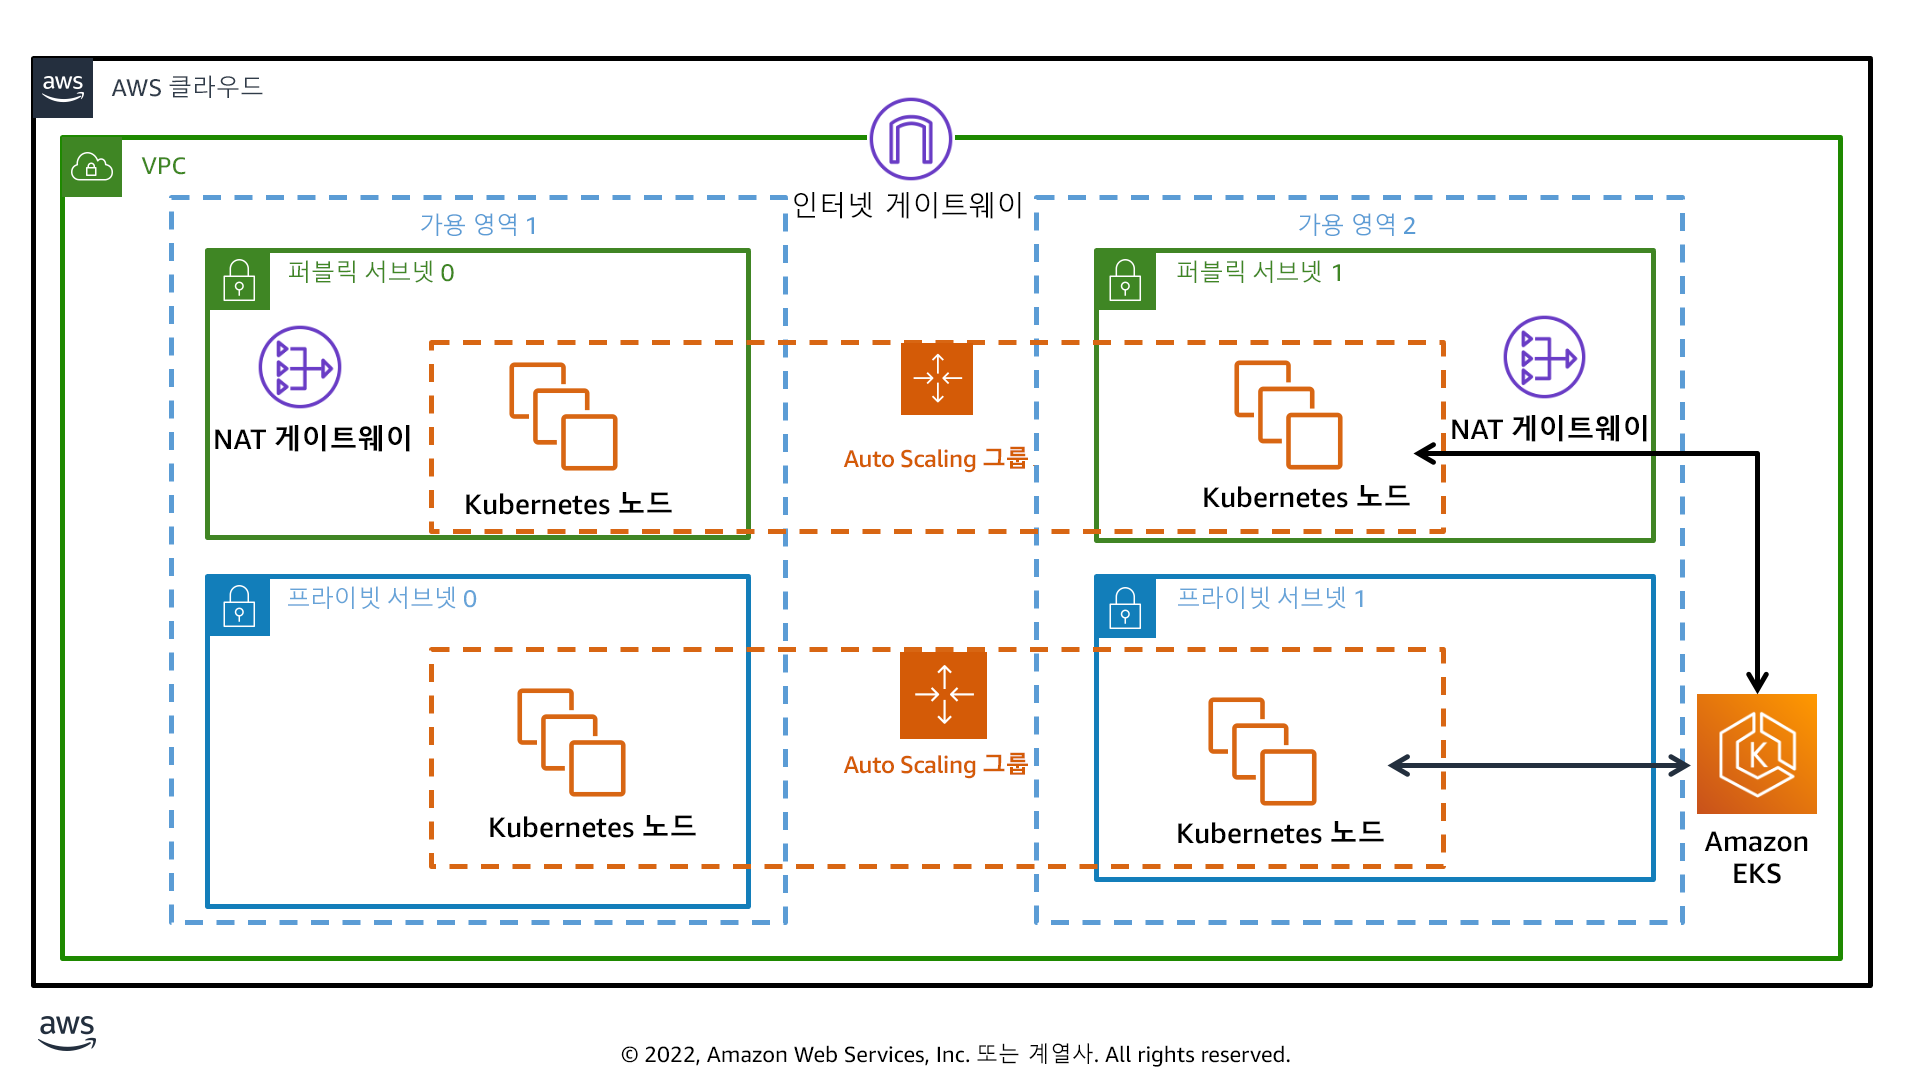 aws
AWS 클라우드
VPC
인터넷 게이트웨이
가용 영역 1
가용 영역 2
퍼블릭 서브넷 0
퍼블릭 서브넷 1
NAT 게이트웨이
NAT 게이트웨이
Auto Scaling 그룹
Kubernetes 노드
Kubernetes 노드
프라이빗 서브넷 0
프라이빗 서브넷 1
Auto Scaling 그룹
Kubernetes 노드
Kubernetes 노드
K
Amazon
EKS
aws
© 2022, Amazon Web Services, Inc. 또는 계열사. All rights reserved.